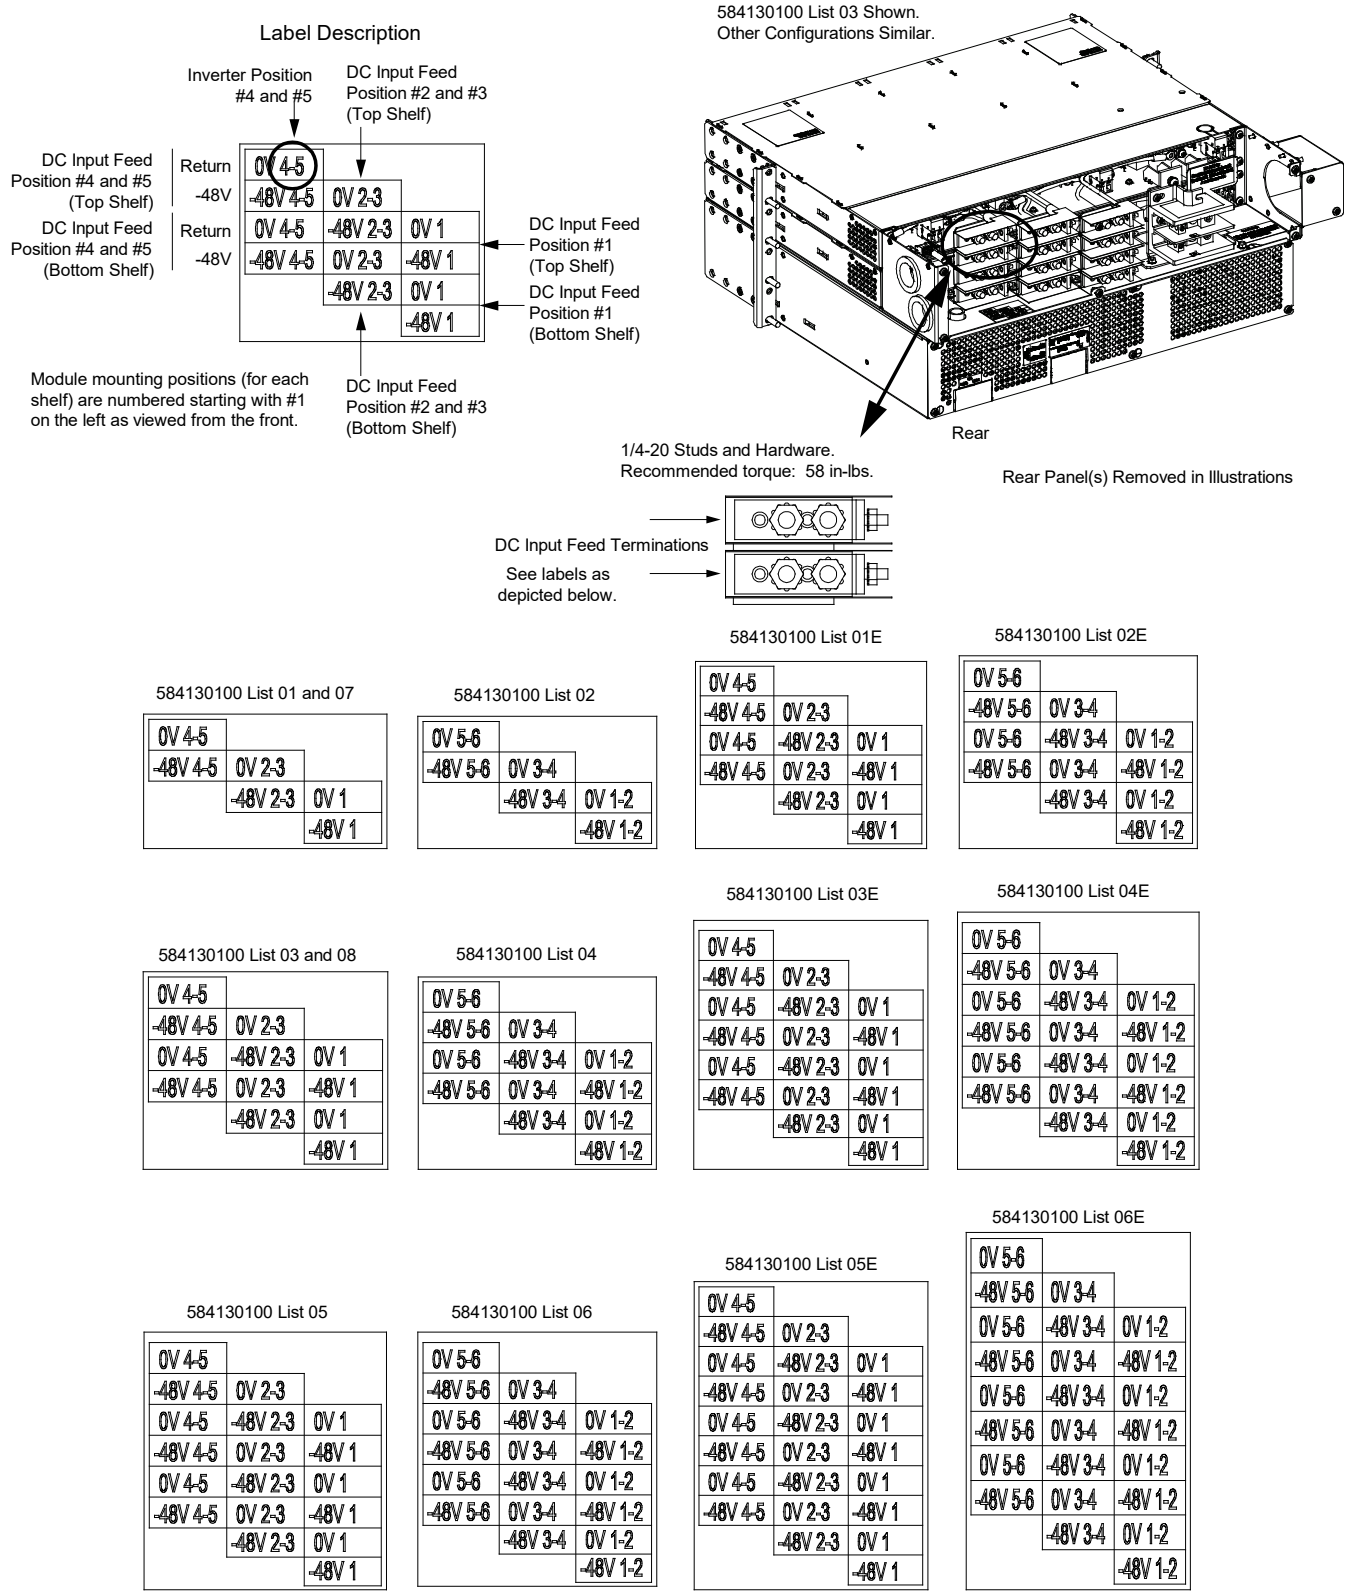 584130100 List 03 Shown.
Other Configurations Similar.
Label Description
Inverter Position
#4 and #5
DC Input Feed
Position #2 and #3
(Top Shelf)
DC Input Feed
Position #4 and #5
(Top Shelf)
Return
-48V
DC Input Feed
Position #4 and #5
(Bottom Shelf)
Return
-48V
0V 4-5
-48V 4-5 0V 2-3
0V 4-5 -48V 2-3 0V 1
-48V 4-5 0V 2-3 -48V 1
-48V 2-3 0V 1
-48V 1
DC Input Feed
Position #1
(Top Shelf)
DC Input Feed
Position #1
(Bottom Shelf)
DC Input Feed
Position #2 and #3
(Bottom Shelf)
Module mounting positions (for each
shelf) are numbered starting with #1
on the left as viewed from the front.
Rear
1/4-20 Studs and Hardware.
Recommended torque: 58 in-lbs.
Rear Panel(s) Removed in Illustrations
DC Input Feed Terminations
See labels as
depicted below.
584130100 List 01 and 07
0V 4-5
-48V 4-5 0V 2-3
-48V 2-3 0V 1
-48V 1
584130100 List 02
0V 5-6
-48V 5-6 0V 3-4
-48V 3-4 0V 1-2
-48V 1-2
584130100 List 01E
0V 4-5
-48V 4-5 0V 2-3
0V 4-5 -48V 2-3 0V 1
-48V 4-5 0V 2-3 -48V 1
-48V 2-3 0V 1
-48V 1
584130100 List 02E
0V 5-6
-48V 5-6 0V 3-4
0V 5-6 -48V 3-4 0V 1-2
-48V 5-6 0V 3-4 -48V 1-2
-48V 3-4 0V 1-2
-48V 1-2
584130100 List 03 and 08
0V 4-5
-48V 4-5 0V 2-3
0V 4-5 -48V 2-3 0V 1
-48V 4-5 0V 2-3 -48V 1
-48V 2-3 0V 1
-48V 1
584130100 List 04
0V 5-6
-48V 5-6 0V 3-4
0V 5-6 -48V 3-4 0V 1-2
-48V 5-6 0V 3-4 -48V 1-2
-48V 3-4 0V 1-2
-48V 1-2
584130100 List 03E
0V 4-5
-48V 4-5 0V 2-3
0V 4-5 -48V 2-3 0V 1
-48V 4-5 0V 2-3 -48V 1
0V 4-5 -48V 2-3 0V 1
-48V 4-5 0V 2-3 -48V 1
-48V 2-3 0V 1
-48V 1
584130100 List 04E
0V 5-6
-48V 5-6 0V 3-4
0V 5-6 -48V 3-4 0V 1-2
-48V 5-6 0V 3-4 -48V 1-2
0V 5-6 -48V 3-4 0V 1-2
-48V 5-6 0V 3-4 -48V 1-2
-48V 3-4 0V 1-2
-48V 1-2
584130100 List 05
0V 4-5
-48V 4-5 0V 2-3
0V 4-5 -48V 2-3 0V 1
-48V 4-5 0V 2-3 -48V 1
0V 4-5 -48V 2-3 0V 1
-48V 4-5 0V 2-3 -48V 1
-48V 2-3 0V 1
-48V 1
584130100 List 06
0V 5-6
-48V 5-6 0V 3-4
0V 5-6 -48V 3-4 0V 1-2
-48V 5-6 0V 3-4 -48V 1-2
0V 5-6 -48V 3-4 0V 1-2
-48V 5-6 0V 3-4 -48V 1-2
-48V 3-4 0V 1-2
-48V 1-2
584130100 List 05E
0V 4-5
-48V 4-5 0V 2-3
0V 4-5 -48V 2-3 0V 1
-48V 4-5 0V 2-3 -48V 1
0V 4-5 -48V 2-3 0V 1
-48V 4-5 0V 2-3 -48V 1
0V 4-5 -48V 2-3 0V 1
-48V 4-5 0V 2-3 -48V 1
-48V 2-3 0V 1
-48V 1
584130100 List 06E
0V 5-6
-48V 5-6 0V 3-4
0V 5-6 -48V 3-4 0V 1-2
-48V 5-6 0V 3-4 -48V 1-2
0V 5-6 -48V 3-4 0V 1-2
-48V 5-6 0V 3-4 -48V 1-2
0V 5-6 -48V 3-4 0V 1-2
-48V 5-6 0V 3-4 -48V 1-2
-48V 3-4 0V 1-2
-48V 1-2